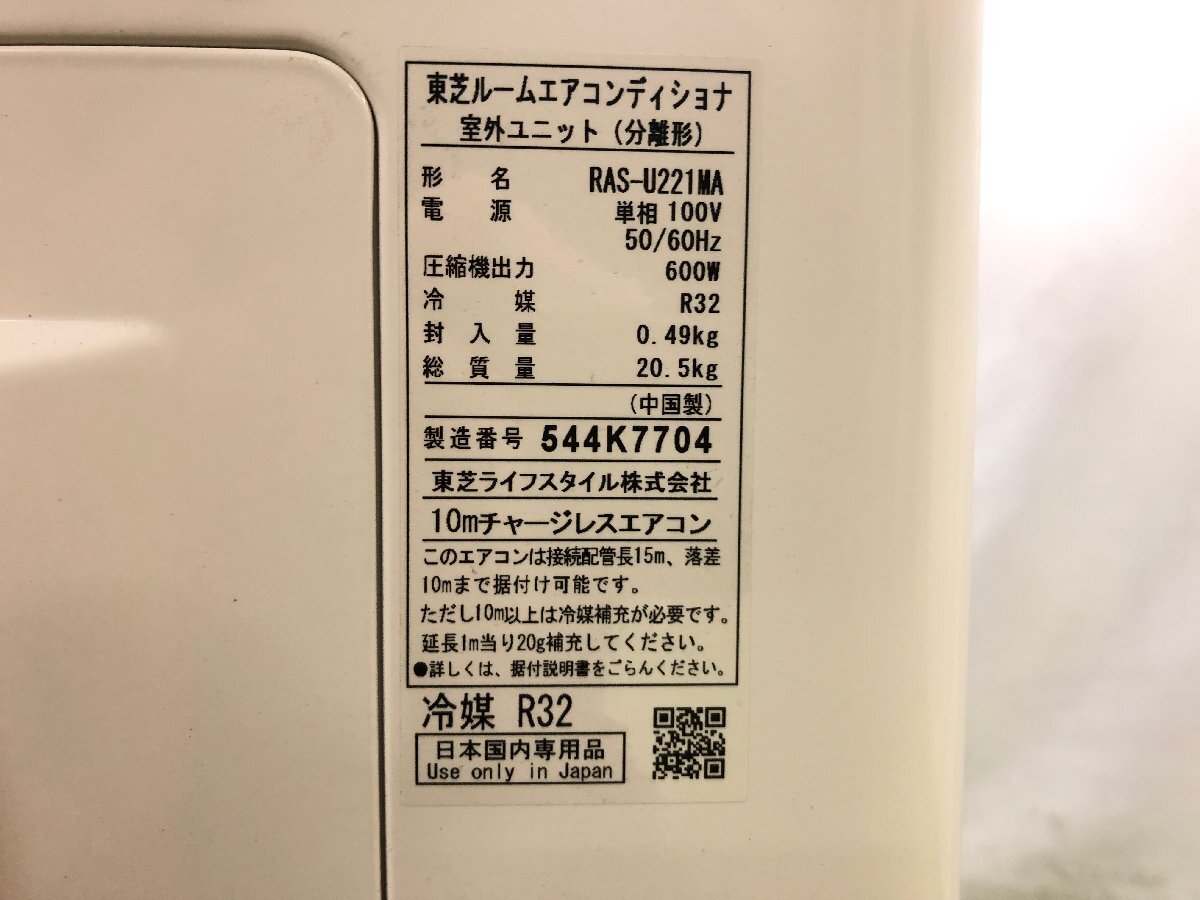 東芝ルームエアコンディショナ
室外ユニット（分離形）
形名 RAS-U221MA
電源 単相 100V
50/60Hz
圧縮機出力 600W
冷媒 R32
封入量 0.49kg
総質量 20.5kg
（中国製）
製造番号 544K7704
東芝ライフスタイル株式会社
10mチャージレスエアコン
このエアコンは接続配管長15m、落差
10mまで据付け可能です。
ただし10m以上は冷媒補充が必要です。
延長1m当り20g補充してください。
●詳しくは、据付説明書をごらんください。
冷媒 R32
日本国内専用品
Use only in Japan